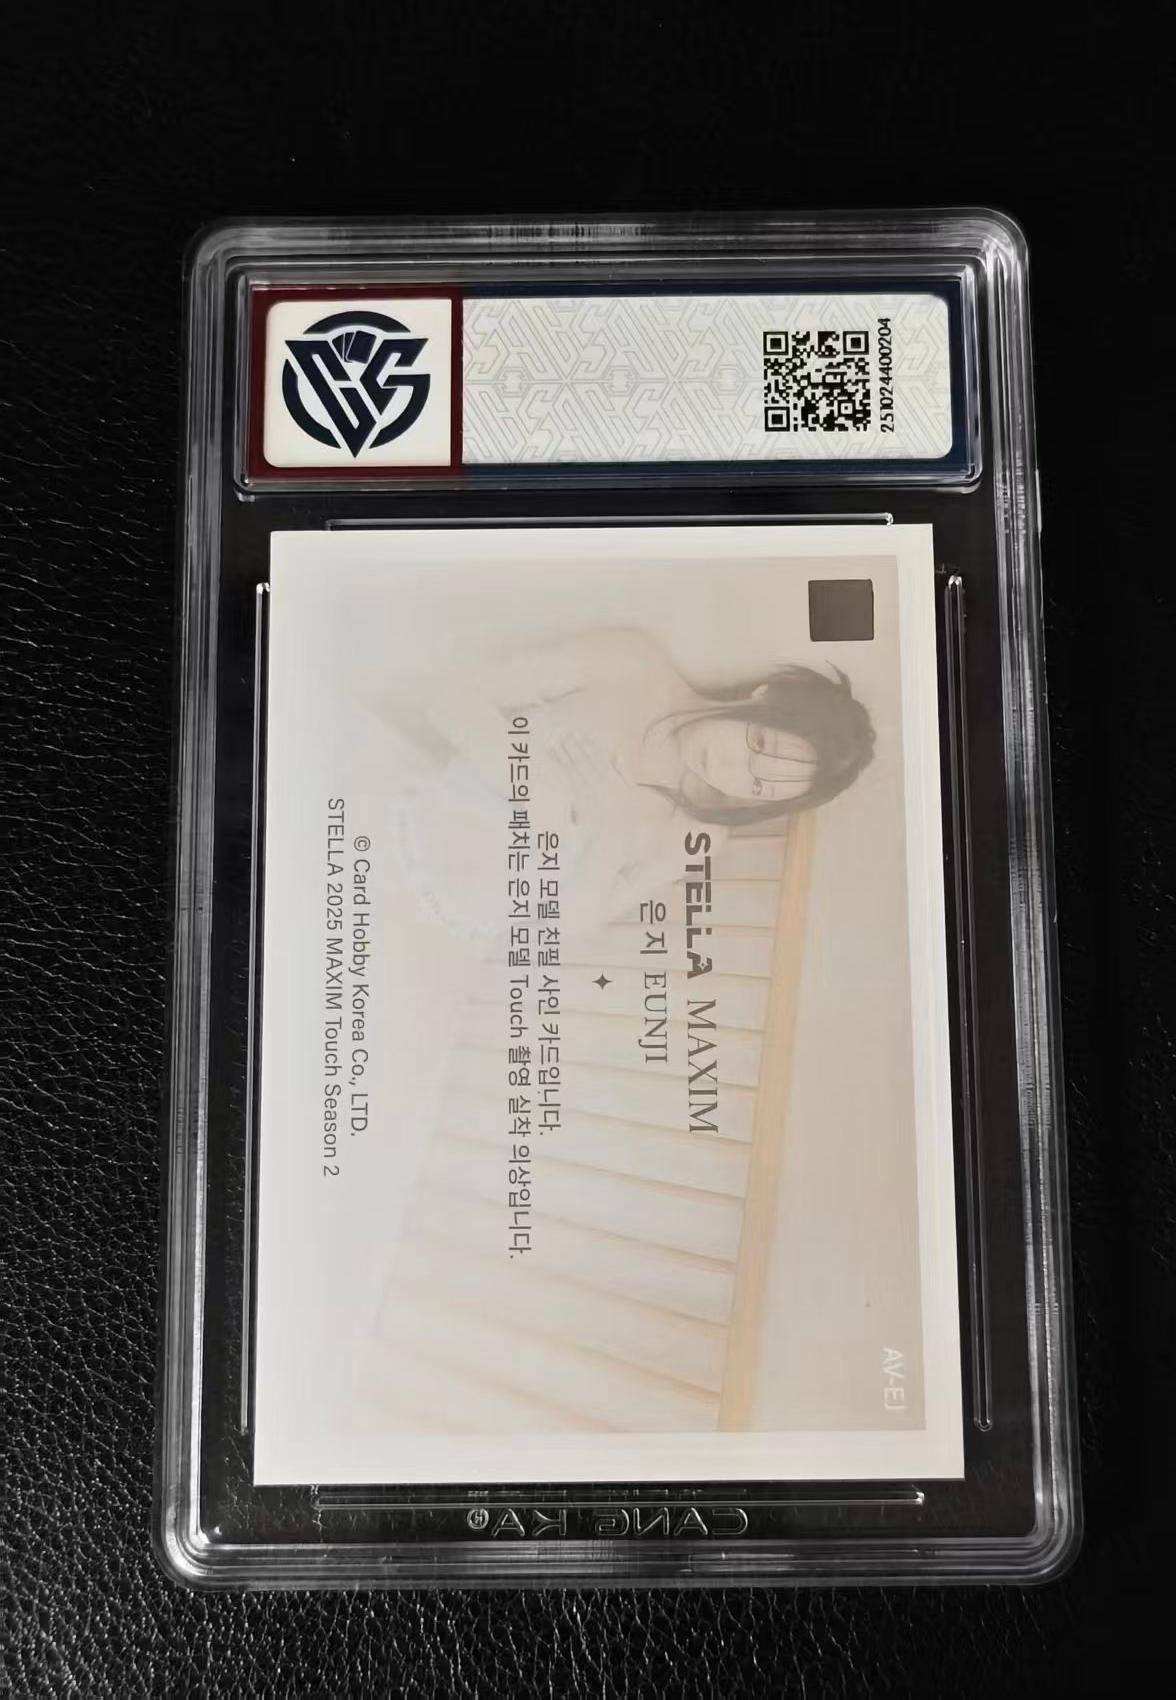 CS
251024400204
AV-EJ
STELLA MAXIM
은지 EUNJI
은지 모델 친필 사인 카드입니다.
이 카드의 패치는 은지 모델 Touch 촬영 실착 의상입니다.
© Card Hobby Korea Co., LTD.
STELLA 2025 MAXIM Touch Season 2
CANG KA®